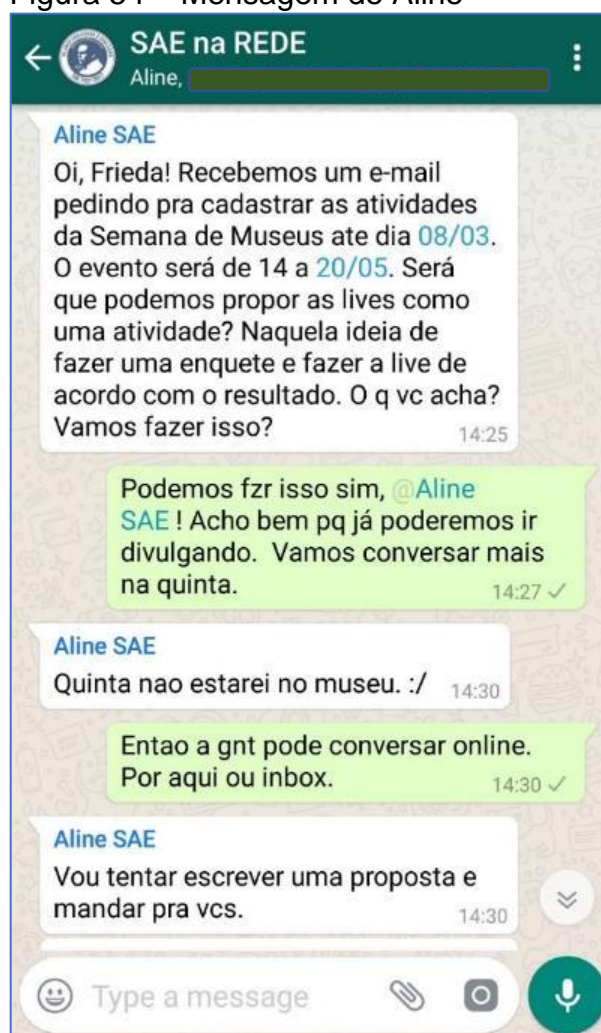 SAE na REDE
Aline,
Aline SAE
Oi, Frieda! Recebemos um e-mail
pedindo pra cadastrar as atividades
da Semana de Museus ate dia 08/03.
O evento será de 14 a 20/05. Será
que podemos propor as lives como
uma atividade? Naquela ideia de
fazer uma enquete e fazer a live de
acordo com o resultado. O q vc acha?
Vamos fazer isso?
14:25
Podemos fzr isso sim, @Aline
SAE ! Acho bem pq já poderemos ir
divulgando. Vamos conversar mais
na quinta.
14:27
Aline SAE
Quinta nao estarei no museu. :/
14:30
Entao a gnt pode conversar online.
Por aqui ou inbox.
14:30
Aline SAE
Vou tentar escrever uma proposta e
mandar pra vcs.
14:30
Type a message